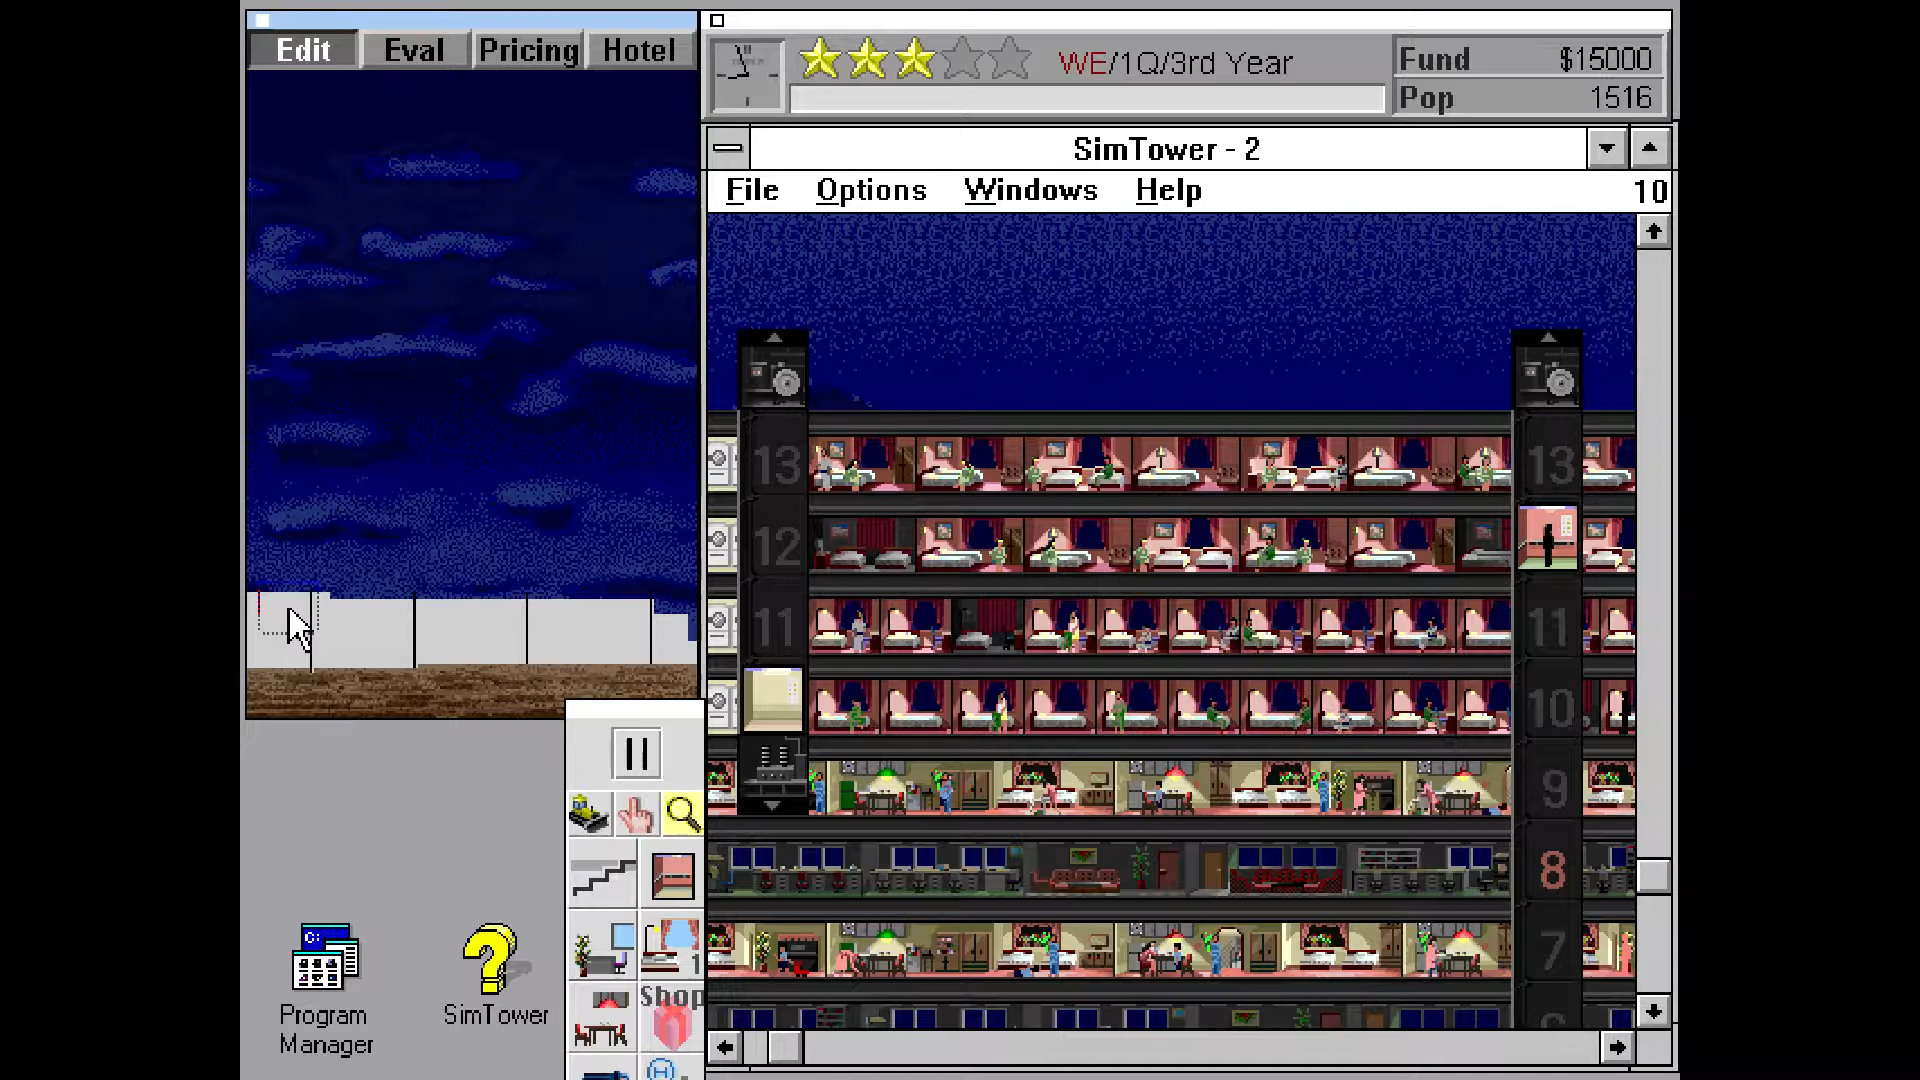 Edit Eval Pricing Hotel
WE/1Q/3rd Year
Fund $15000
Pop 1516
SimTower - 2
File Options Windows Help 10
13 13
12
11 11
10
9
8
7
Shop
1
H
C:\
Program Manager
SimTower